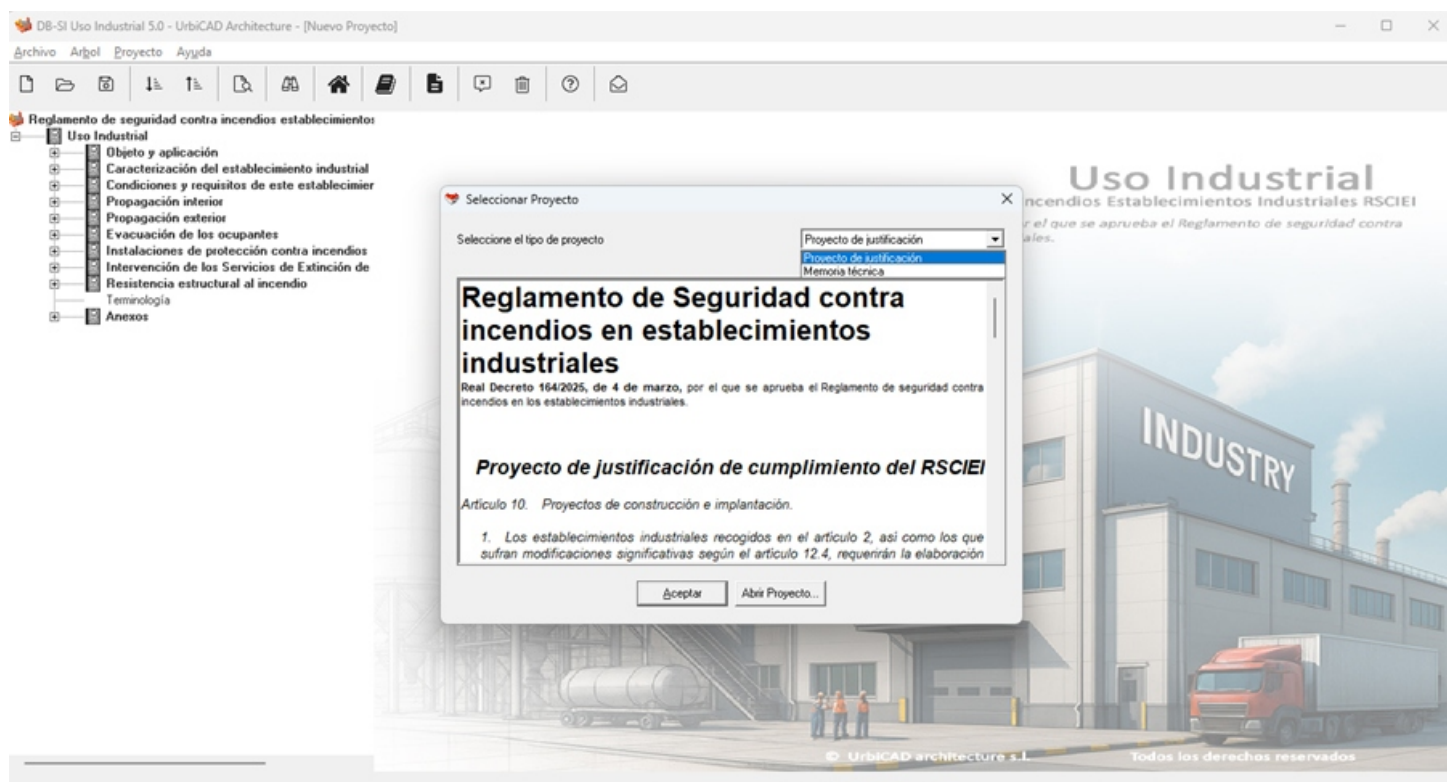 DB-SI Uso Industrial 5.0 - UrbiCAD Architecture - [Nuevo Proyecto]
Archivo Arbol Proyecto Ayuda
Reglamento de seguridad contra incendios establecimientos
Uso Industrial
Objeto y aplicación
Caracterización del establecimiento industrial
Condiciones y requisitos de este establecimier
Propagación interior
Propagación exterior
Evacuación de los ocupantes
Instalaciones de protección contra incendios
Intervención de los Servicios de Extinción de
Resistencia estructural al incendio
Terminología
Anexos
Uso Industrial
ncendios Establecimientos Industriales RSCIEI
r el que se aprueba el Reglamento de seguridad contra
ales.
Seleccionar Proyecto
Seleccione el tipo de proyecto
Proyecto de justificación
Proyecto de justificación
Memoria técnica
Reglamento de Seguridad contra
incendios en establecimientos
industriales
Real Decreto 164/2025, de 4 de marzo, por el que se aprueba el Reglamento de seguridad contra
incendios en los establecimientos industriales.
Proyecto de justificación de cumplimiento del RSCIEI
Artículo 10. Proyectos de construcción e implantación.
1. Los establecimientos industriales recogidos en el artículo 2, así como los que
sufran modificaciones significativas según el artículo 12.4, requerirán la elaboración
Aceptar
Abrir Proyecto...
INDUSTRY
© UrbiCAD architecture s.l.
Todos los derechos reservados